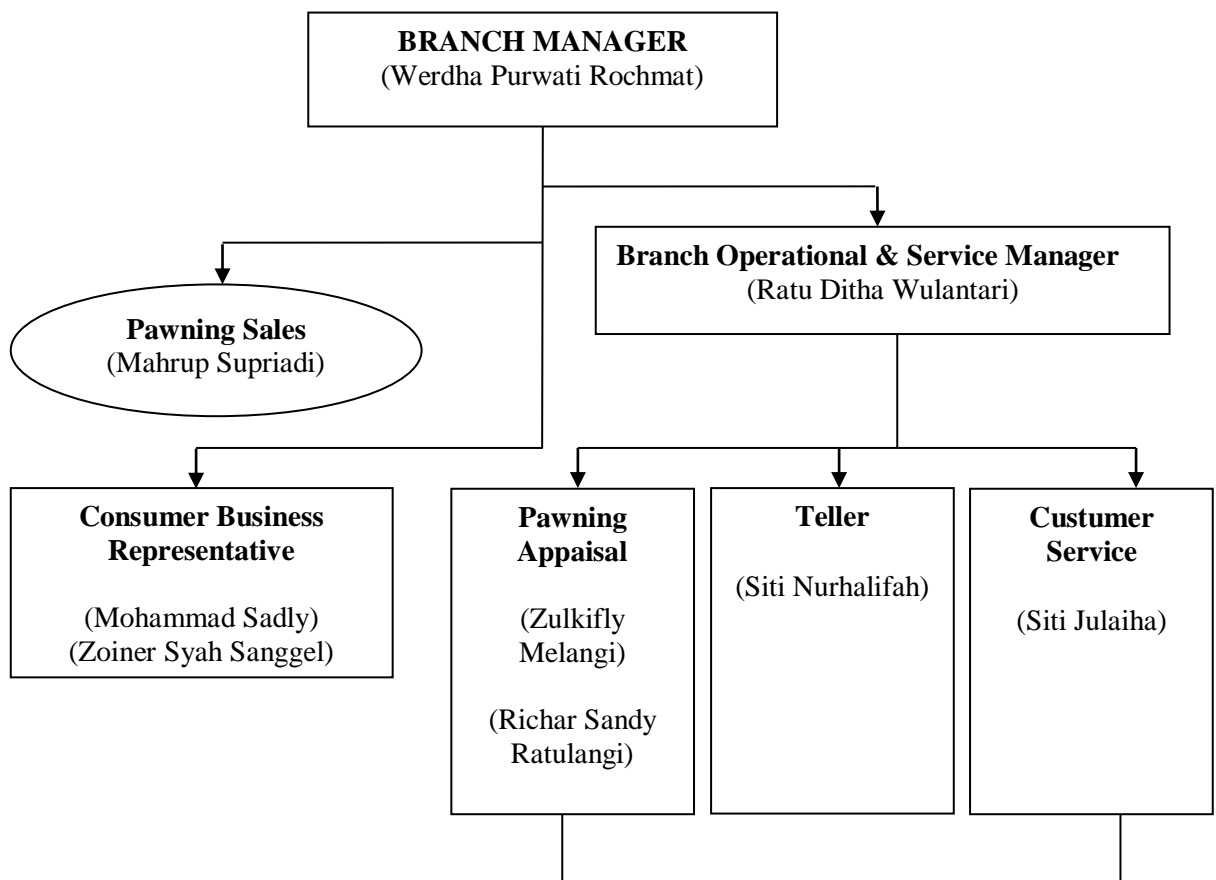 BRANCH MANAGER
(Werdha Purwati Rochmat)
Branch Operational & Service Manager
(Ratu Ditha Wulantari)
Pawning Sales
(Mahrup Supriadi)
Consumer Business
Representative
(Mohammad Sadly)
(Zoiner Syah Sanggel)
Pawning
Appaisal
(Zulkifly
Melangi)
(Richar Sandy
Ratulangi)
Teller
(Siti Nurhalifah)
Custumer
Service
(Siti Julaiha)